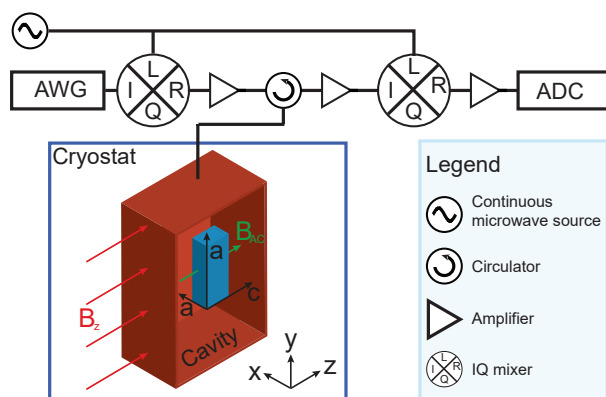 L
L
AWG
I
R
I
R
ADC
Q
Q
Cryostat
Legend
B_AC
a
Continuous
microwave source
a
c
Circulator
B_z
Cavity
y
x
z
Amplifier
L
I
R
Q
IQ mixer